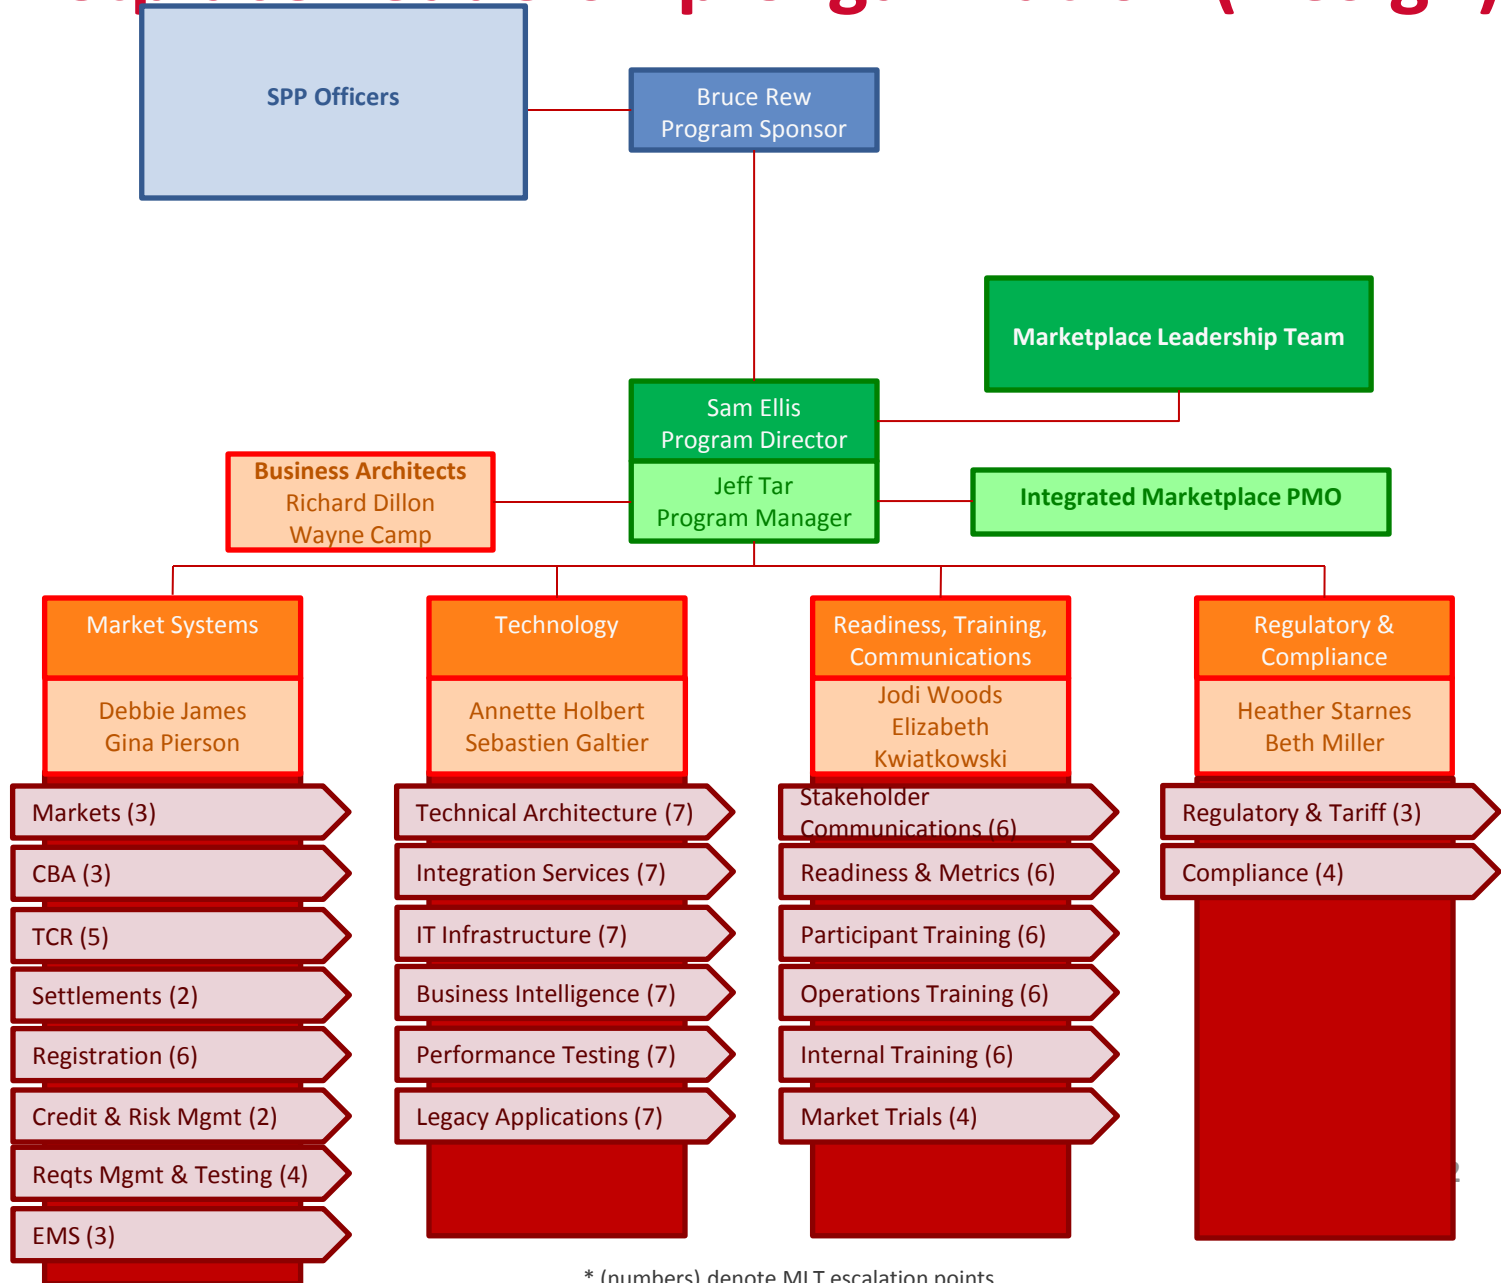 SPP Officers
Bruce Rew
Program Sponsor
Marketplace Leadership Team
Sam Ellis
Program Director
Jeff Tar
Program Manager
Business Architects
Richard Dillon
Wayne Camp
Integrated Marketplace PMO
Market Systems
Debbie James
Gina Pierson
Markets (3)
CBA (3)
TCR (5)
Settlements (2)
Registration (6)
Credit & Risk Mgmt (2)
Reqts Mgmt & Testing (4)
EMS (3)
Technology
Annette Holbert
Sebastien Galtier
Technical Architecture (7)
Integration Services (7)
IT Infrastructure (7)
Business Intelligence (7)
Performance Testing (7)
Legacy Applications (7)
Readiness, Training,
Communications
Jodi Woods
Elizabeth
Kwiatkowski
Stakeholder
Communications (6)
Readiness & Metrics (6)
Participant Training (6)
Operations Training (6)
Internal Training (6)
Market Trials (4)
Regulatory &
Compliance
Heather Starnes
Beth Miller
Regulatory & Tariff (3)
Compliance (4)
* (numbers) denote MLT escalation points